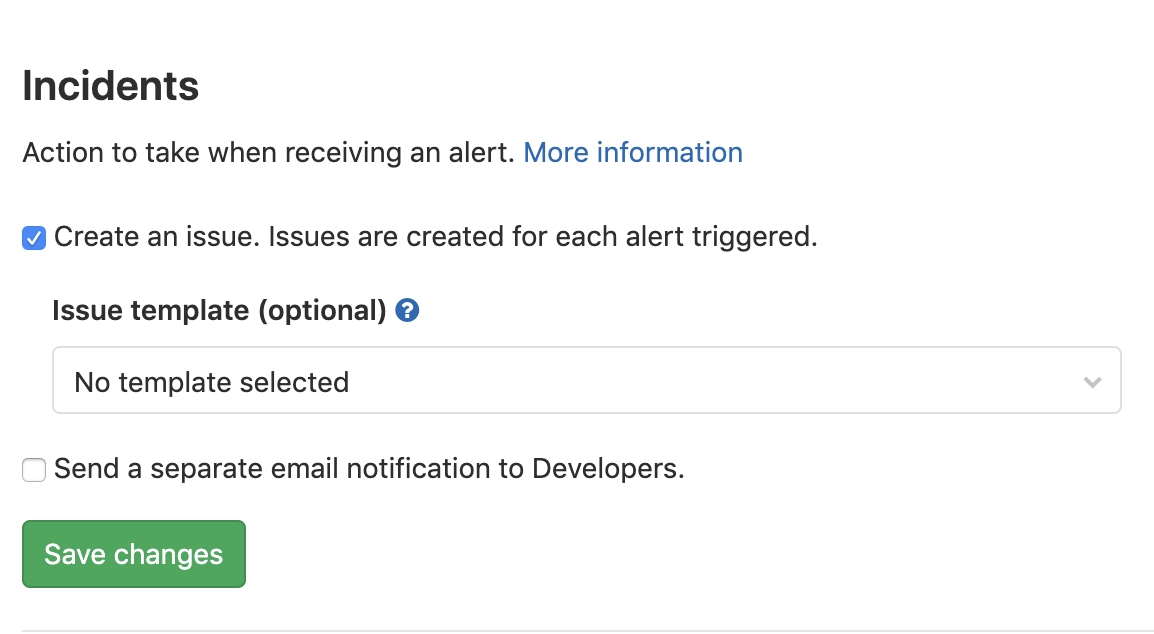 Incidents
Action to take when receiving an alert. More information
Create an issue. Issues are created for each alert triggered.
Issue template (optional) ?
No template selected
Send a separate email notification to Developers.
Save changes